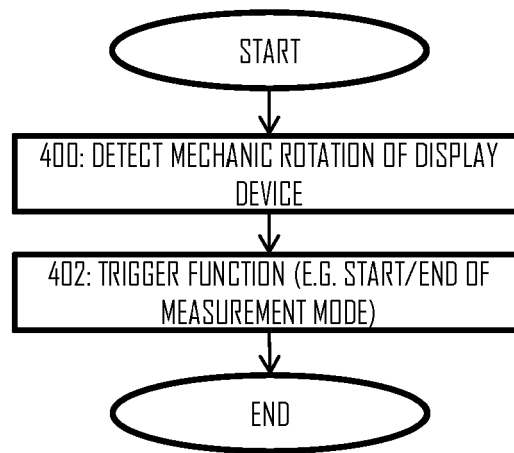 START
400: DETECT MECHANIC ROTATION OF DISPLAY
DEVICE
402: TRIGGER FUNCTION (E.G. START/END OF
MEASUREMENT MODE)
END